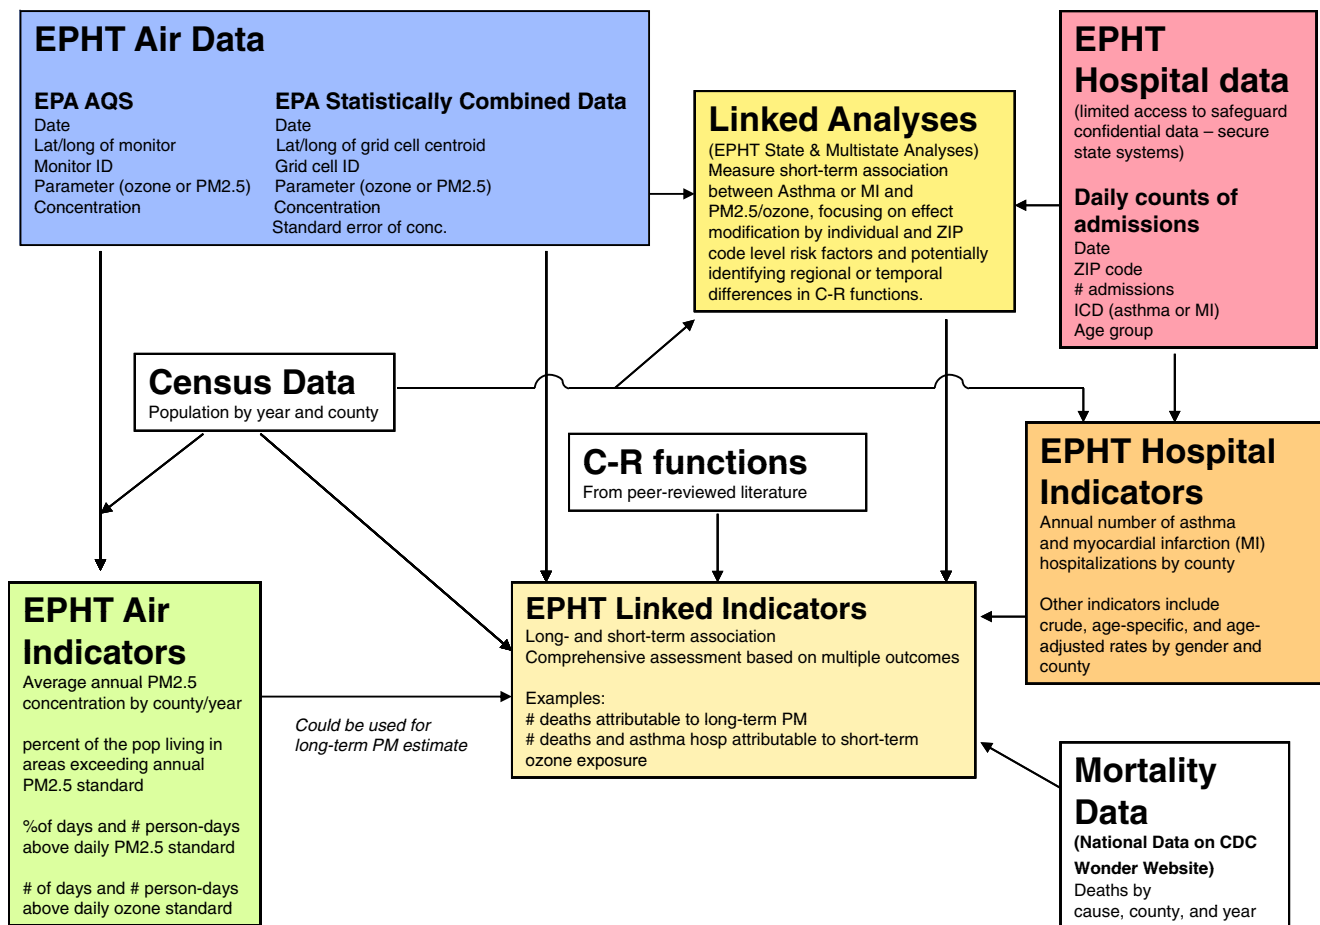 EPHT Air Data
EPA AQS
Date
Lat/long of monitor
Monitor ID
Parameter (ozone or PM2.5)
Concentration
EPA Statistically Combined Data
Date
Lat/long of grid cell centroid
Grid cell ID
Parameter (ozone or PM2.5)
Concentration
Standard error of conc.
Linked Analyses
(EPHT State & Multistate Analyses)
Measure short-term association
between Asthma or MI and
PM2.5/ozone, focusing on effect
modification by individual and ZIP
code level risk factors and potentially
identifying regional or temporal
differences in C-R functions.
EPHT
Hospital data
(limited access to safeguard
confidential data – secure
state systems)
Daily counts of
admissions
Date
ZIP code
# admissions
ICD (asthma or MI)
Age group
Census Data
Population by year and county
C-R functions
From peer-reviewed literature
EPHT Hospital
Indicators
Annual number of asthma
and myocardial infarction (MI)
hospitalizations by county
Other indicators include
crude, age-specific, and age-
adjusted rates by gender and
county
EPHT Air
Indicators
Average annual PM2.5
concentration by county/year
percent of the pop living in
areas exceeding annual
PM2.5 standard
%of days and # person-days
above daily PM2.5 standard
# of days and # person-days
above daily ozone standard
Could be used for
long-term PM estimate
EPHT Linked Indicators
Long- and short-term association
Comprehensive assessment based on multiple outcomes
Examples:
# deaths attributable to long-term PM
# deaths and asthma hosp attributable to short-term
ozone exposure
Mortality
Data
(National Data on CDC
Wonder Website)
Deaths by
cause, county, and year